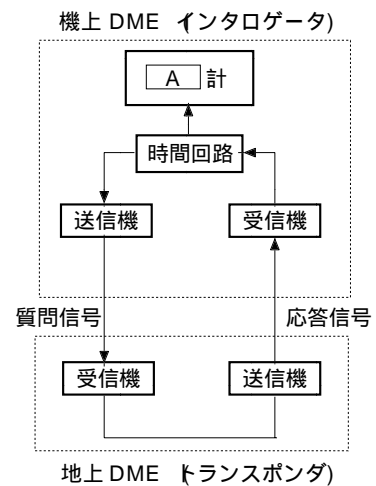 機上 DME (インタロゲータ)
A 計
時間回路
送信機 受信機
質問信号 応答信号
受信機 送信機
地上 DME (トランスポンダ)